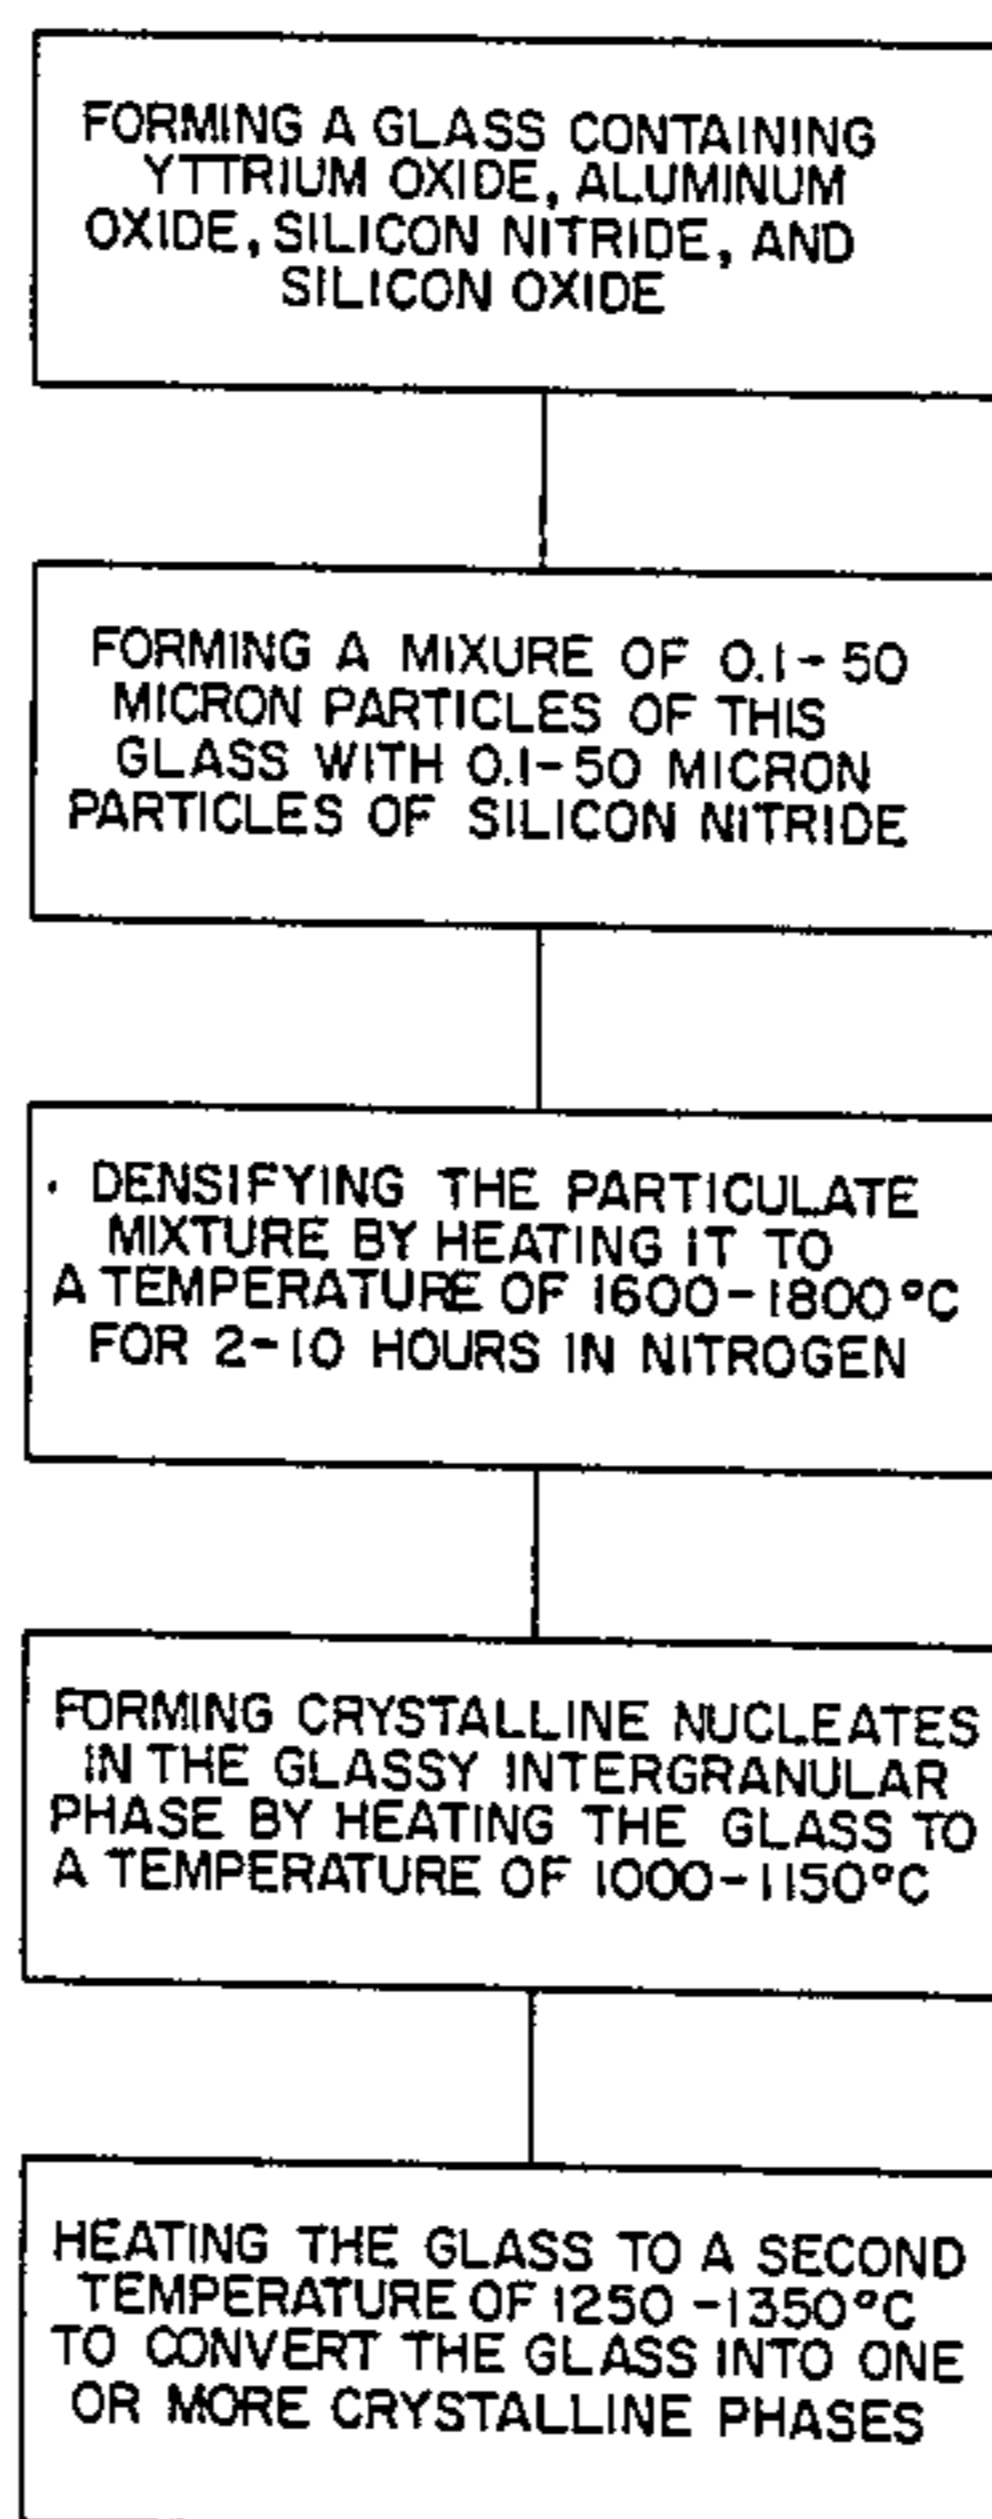 FORMING A GLASS CONTAINING
YTTRIUM OXIDE, ALUMINUM
OXIDE, SILICON NITRIDE, AND
SILICON OXIDE
FORMING A MIXURE OF 0.1-50
MICRON PARTICLES OF THIS
GLASS WITH 0.1-50 MICRON
PARTICLES OF SILICON NITRIDE
DENSIFYING THE PARTICULATE
MIXTURE BY HEATING IT TO
A TEMPERATURE OF 1600-1800°C
FOR 2-10 HOURS IN NITROGEN
FORMING CRYSTALLINE NUCLEATES
IN THE GLASSY INTERGRANULAR
PHASE BY HEATING THE GLASS TO
A TEMPERATURE OF 1000-1150°C
HEATING THE GLASS TO A SECOND
TEMPERATURE OF 1250-1350°C
TO CONVERT THE GLASS INTO ONE
OR MORE CRYSTALLINE PHASES